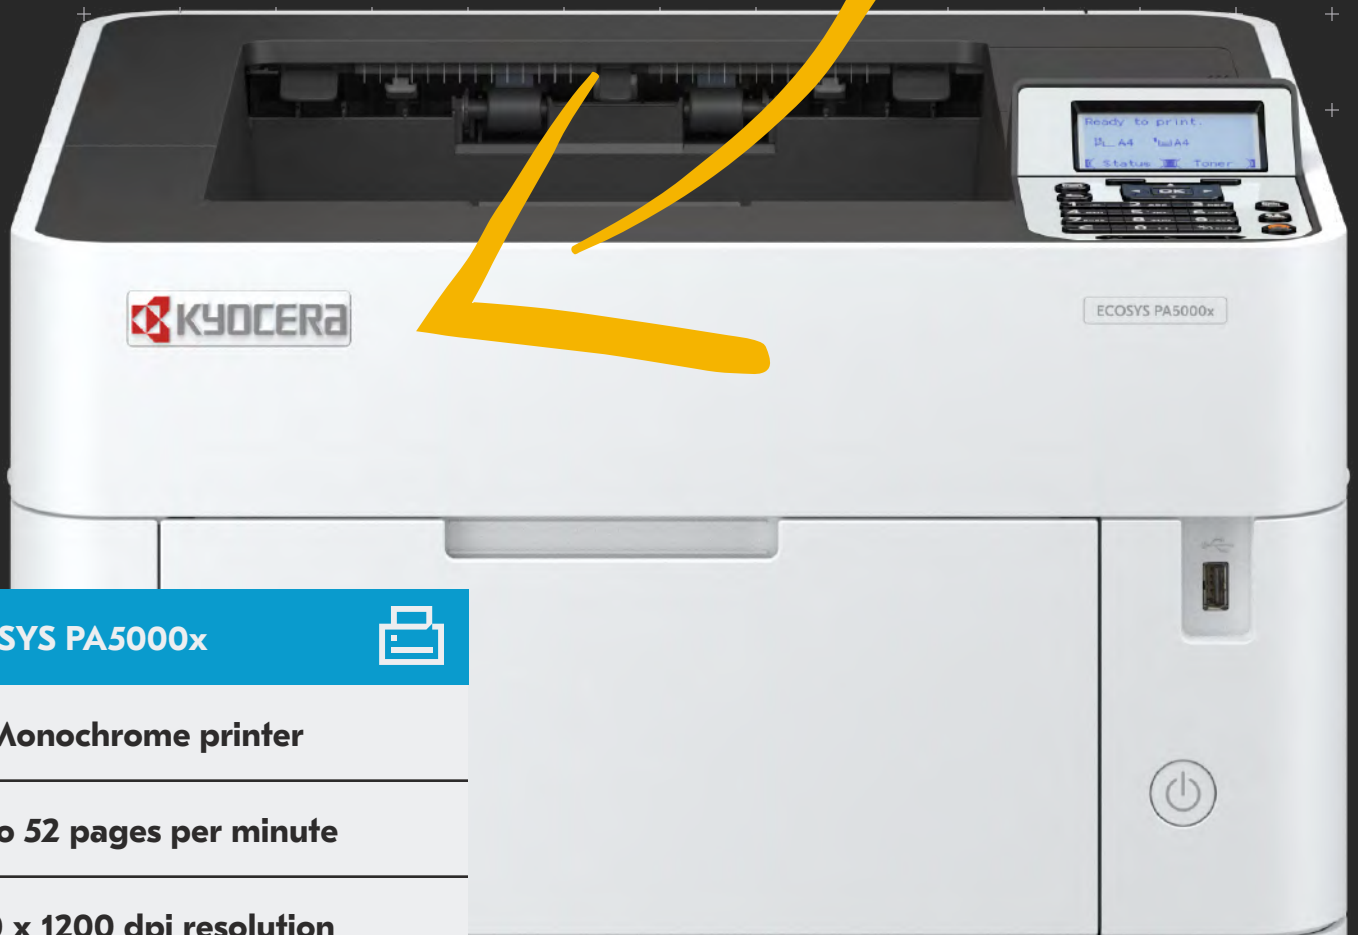 Ready to print.
A4 A4
[ Status ] [ Toner ]
OK
KYOCERA
ECOSYS PA5000x
SYS PA5000x
Monochrome printer
o 52 pages per minute
x 1200 dpi resolution